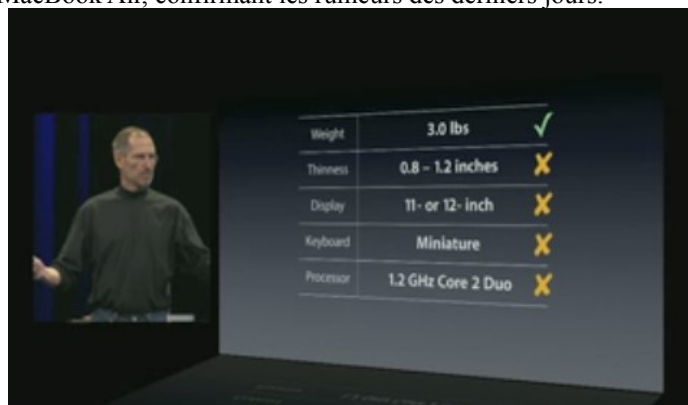 MacBook Air, confirmant les rumeurs des derniers jours.
Weight 3.0 lbs ✓
Thinness 0.8 – 1.2 inches ✗
Display 11- or 12- inch ✗
Keyboard Miniature ✗
Processor 1.2 GHz Core 2 Duo ✗